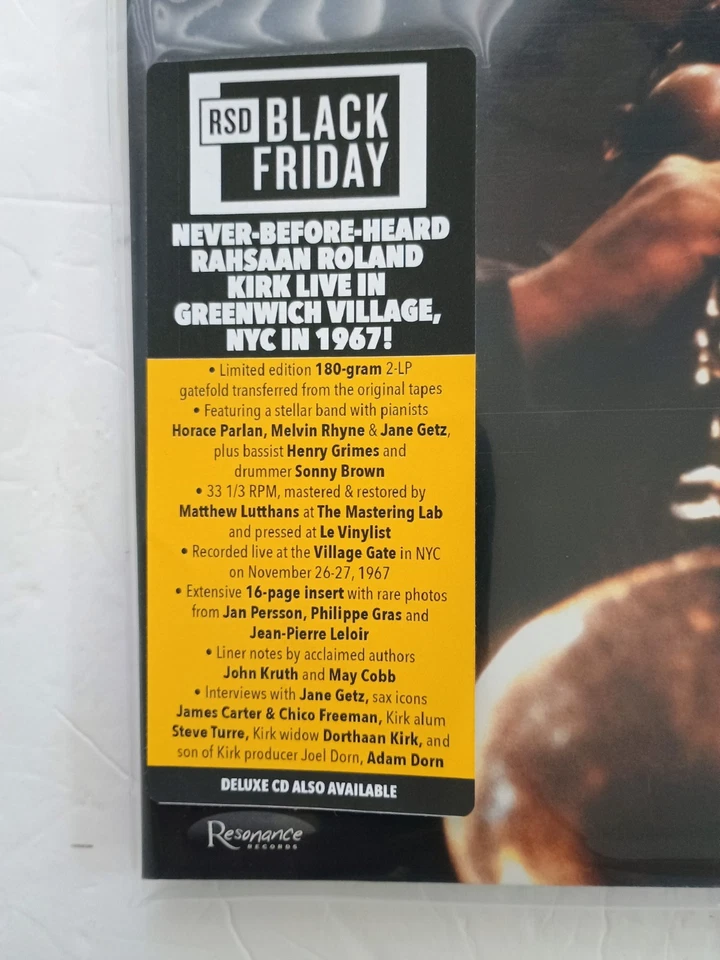 RSD BLACK
FRIDAY
NEVER-BEFORE-HEARD
RAHSAAN ROLAND
KIRK LIVE IN
GREENWICH VILLAGE,
NYC IN 1967!
• Limited edition 180-gram 2-LP
gatefold transferred from the original tapes
• Featuring a stellar band with pianists
Horace Parlan, Melvin Rhyne & Jane Getz,
plus bassist Henry Grimes and
drummer Sonny Brown
• 33 1/3 RPM, mastered & restored by
Matthew Lutthans at The Mastering Lab
and pressed at Le Vinylist
• Recorded live at the Village Gate in NYC
on November 26-27, 1967
• Extensive 16-page insert with rare photos
from Jan Persson, Philippe Gras and
Jean-Pierre Leloir
• Liner notes by acclaimed authors
John Kruth and May Cobb
• Interviews with Jane Getz, sax icons
James Carter & Chico Freeman, Kirk alum
Steve Turre, Kirk widow Dorthaan Kirk, and
son of Kirk producer Joel Dorn, Adam Dorn
DELUXE CD ALSO AVAILABLE
Resonance
RECORDS